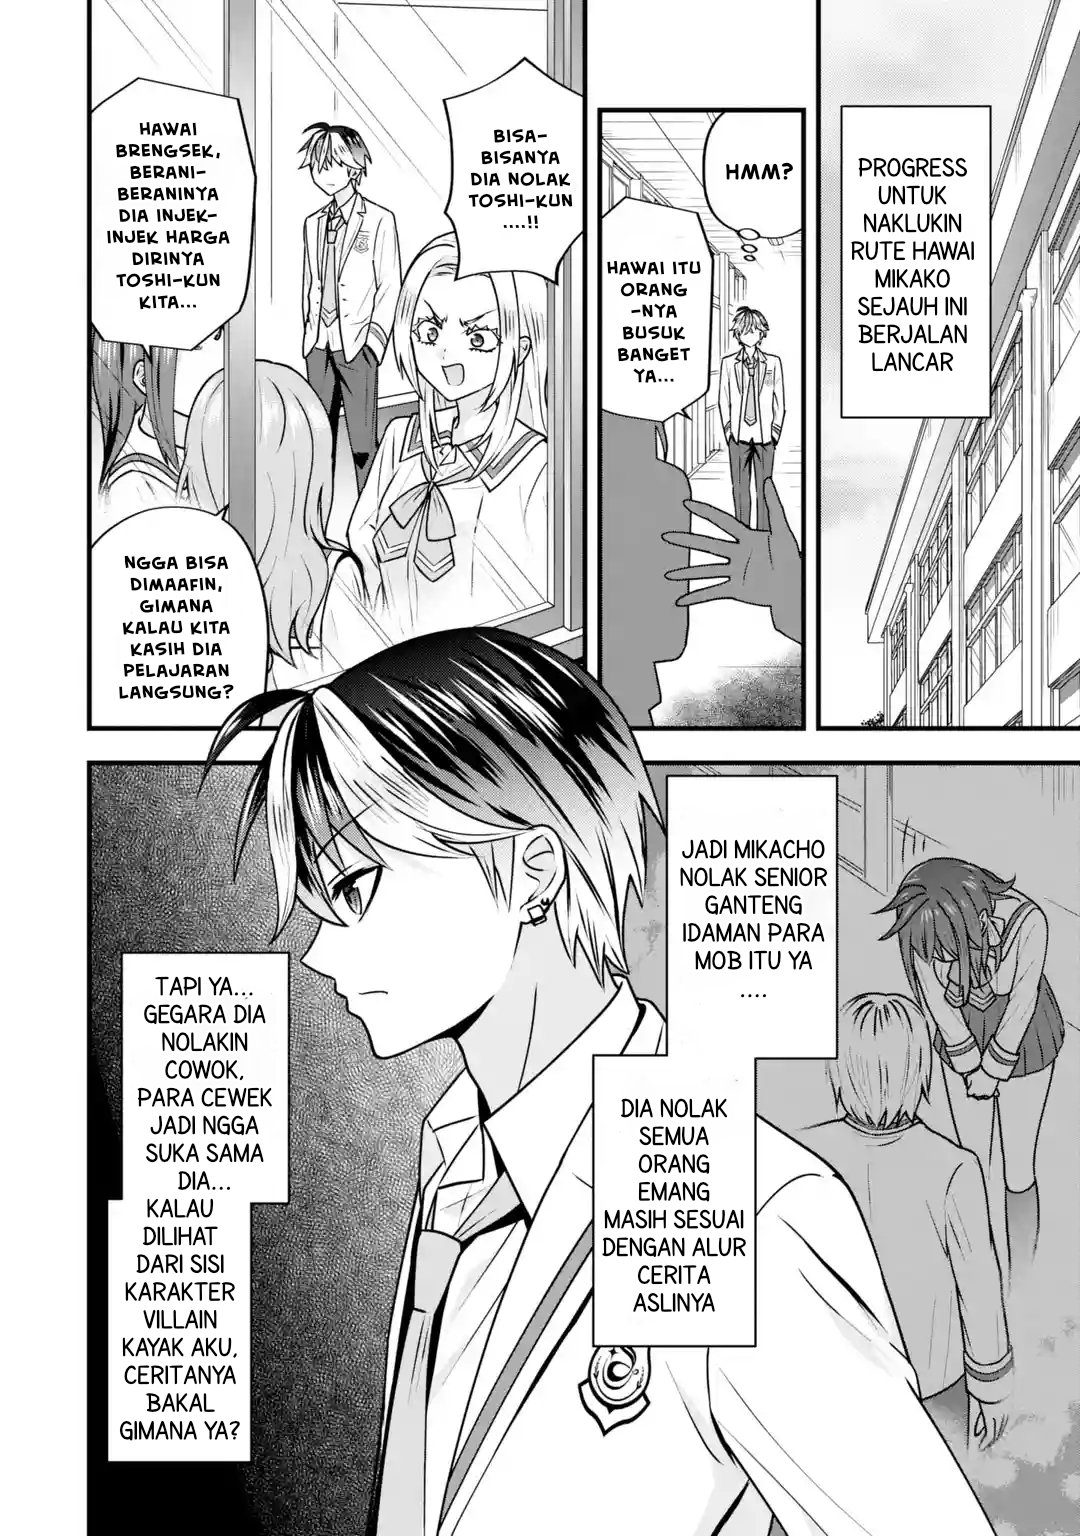 PROGRESS
UNTUK
NAKLUKIN
RUTE HAWAI
MIKAKO
SEJAUH INI
BERJALAN
LANCAR
HMM?
HAWAI ITU
ORANG
-NYA
BUSUK
BANGET
YA...
BISA-
BISANYA
DIA NOLAK
TOSHI-KUN
....!!
HAWAI
BRENGSEK,
BERANI-
BERANINYA
DIA INJEK-
INJEK HARGA
DIRINYA
TOSHI-KUN
KITA...
NGGA BISA
DIMAAFIN,
GIMANA
KALAU KITA
KASIH DIA
PELAJARAN
LANGSUNG?
JADI MIKACHO
NOLAK SENIOR
GANTENG
IDAMAN PARA
MOB ITU YA
....
DIA NOLAK
SEMUA
ORANG
EMANG
MASIH SESUAI
DENGAN ALUR
CERITA
ASLINYA
TAPI YA...
GEGARA DIA
NOLAKIN
COWOK,
PARA CEWEK
JADI NGGA
SUKA SAMA
DIA...
KALAU
DILIHAT
DARI SISI
KARAKTER
VILLAIN
KAYAK AKU,
CERITANYA
BAKAL
GIMANA YA?